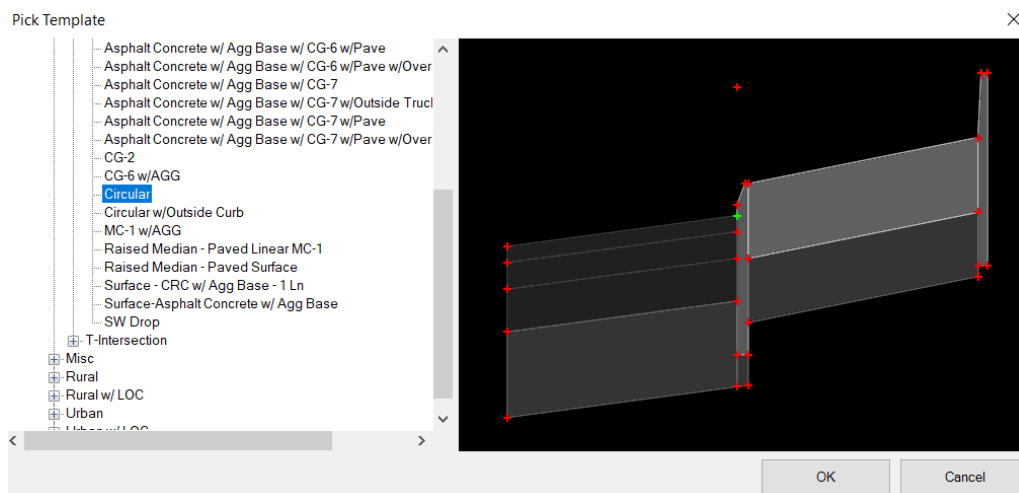 Pick Template
Asphalt Concrete w/ Agg Base w/ CG-6 w/Pave
Asphalt Concrete w/ Agg Base w/ CG-6 w/Pave w/Over
Asphalt Concrete w/ Agg Base w/ CG-7
Asphalt Concrete w/ Agg Base w/ CG-7 w/Outside Truc
Asphalt Concrete w/ Agg Base w/ CG-7 w/Pave
Asphalt Concrete w/ Agg Base w/ CG-7 w/Pave w/Over
CG-2
CG-6 w/AGG
Circular
Circular w/Outside Curb
MC-1 w/AGG
Raised Median - Paved Linear MC-1
Raised Median - Paved Surface
Surface - CRC w/ Agg Base - 1 Ln
Surface-Asphalt Concrete w/ Agg Base
SW Drop
T-Intersection
Misc
Rural
Rural w/ LOC
Urban
Urban w/ LOC
OK
Cancel